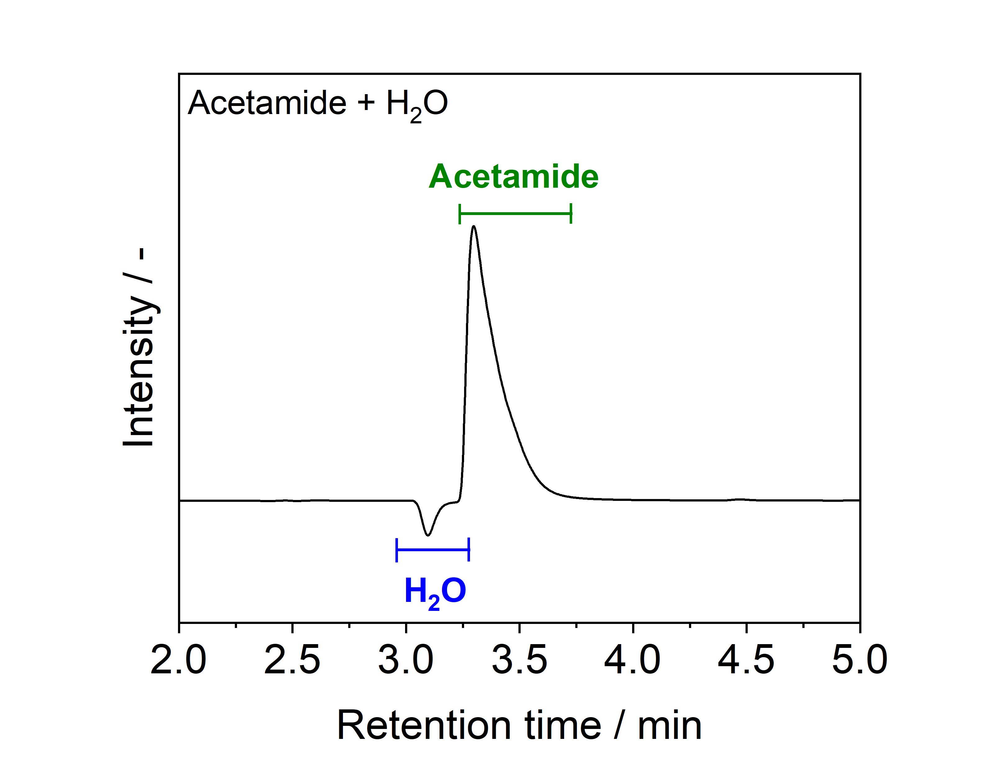 Acetamide + H₂O
Acetamide
Intensity / -
H₂O
2.0 2.5 3.0 3.5 4.0 4.5 5.0
Retention time / min